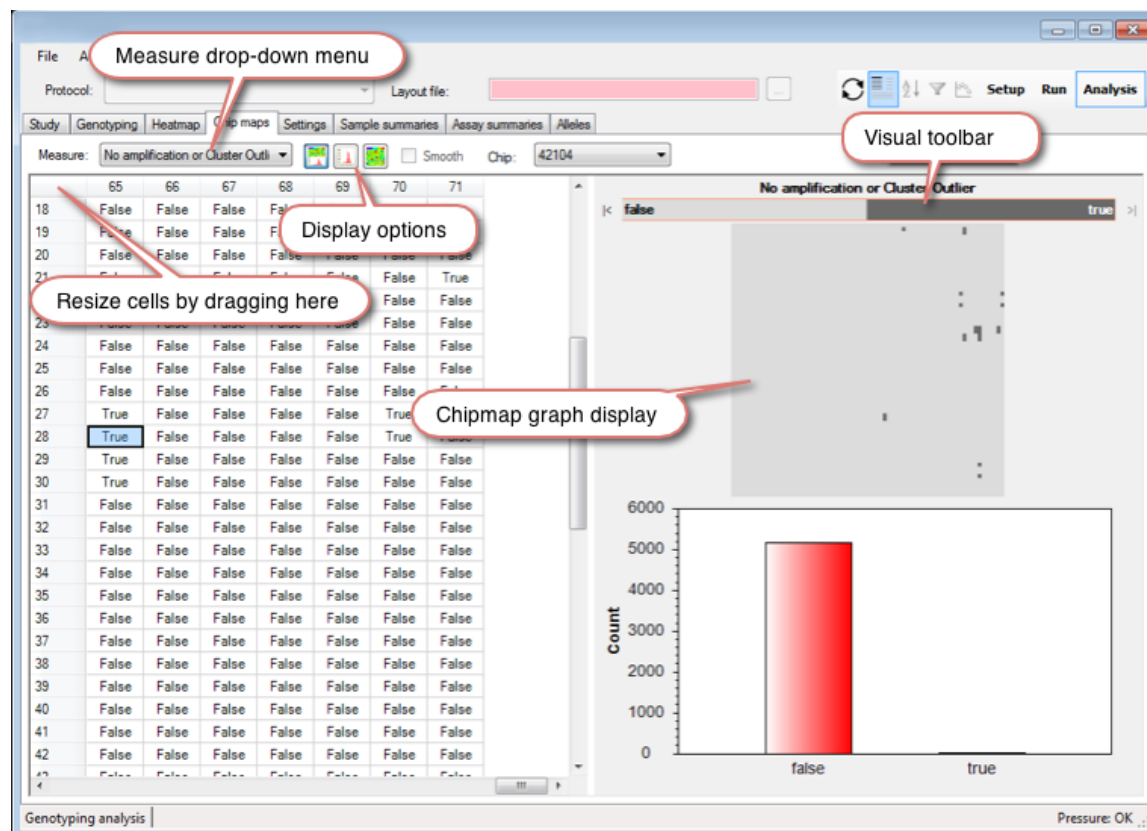 File A
Measure drop-down menu
Protocol:
Layout file:
...
Setup Run Analysis
Study Genotyping Heatmap Chip maps Settings Sample summaries Assay summaries Alleles
Visual toolbar
Measure: No amplification or Cluster Outli Smooth Chip: 42104
65 66 67 68 69 70 71
No amplification or Cluster Outlier
false true
18 False False False
19 False False False
Display options
20 False False False False False False False
21 False True
Resize cells by dragging here
False False
23 False False
24 False False False False False False False
25 False False False False False False False
26 False False False False False False
27 True False False False False True
Chipmap graph display
28 True False False False False True
29 True False False False False False False
30 True False False False False False False
31 False False False False False False False
32 False False False False False False False
33 False False False False False False False
34 False False False False False False False
35 False False False False False False False
36 False False False False False False False
37 False False False False False False False
38 False False False False False False False
39 False False False False False False False
40 False False False False False False False
41 False False False False False False False
42 False False False False False False False
6000
5000
4000
3000
2000
1000
0
Count
false true
Genotyping analysis
Pressure: OK